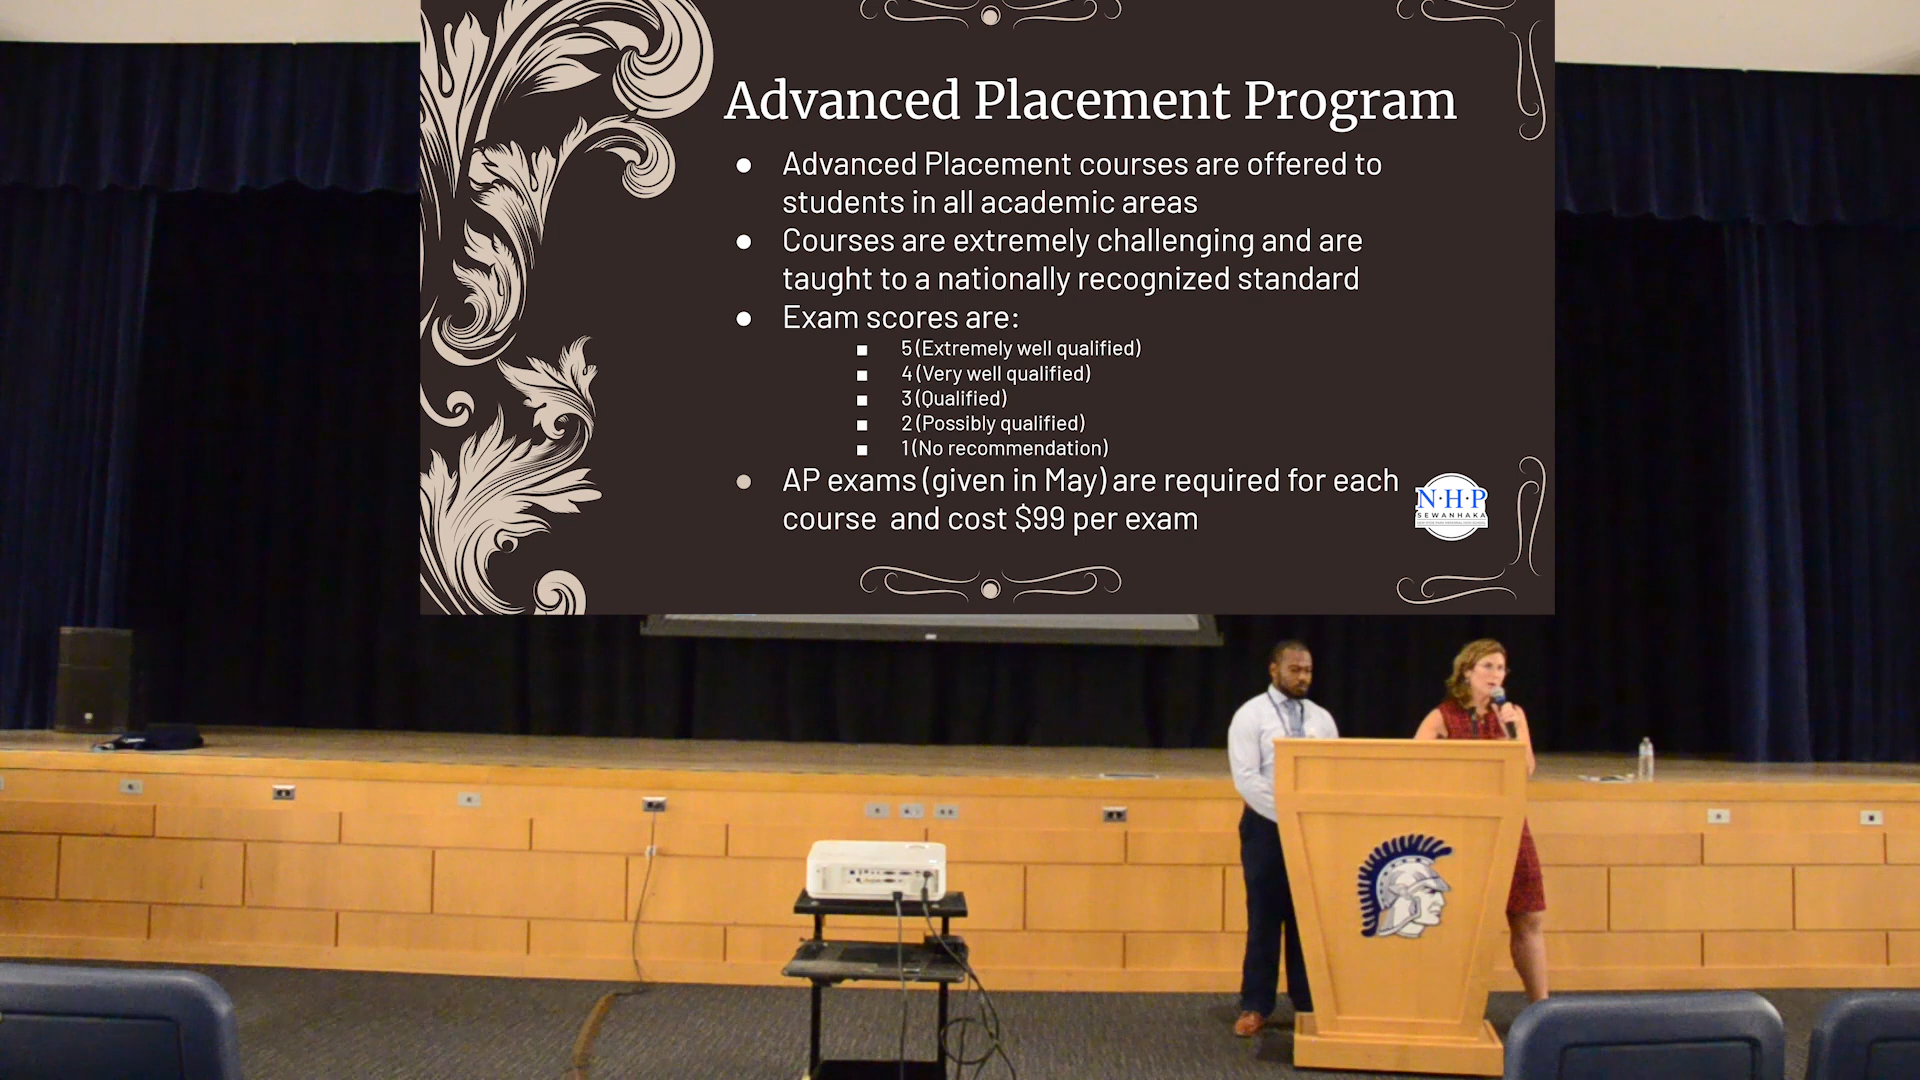 Advanced Placement Program
● Advanced Placement courses are offered to
students in all academic areas
● Courses are extremely challenging and are
taught to a nationally recognized standard
● Exam scores are:
■ 5 (Extremely well qualified)
■ 4 (Very well qualified)
■ 3 (Qualified)
■ 2 (Possibly qualified)
■ 1 (No recommendation)
● AP exams (given in May) are required for each
course and cost $99 per exam
N·H·P
SEWANHAKA